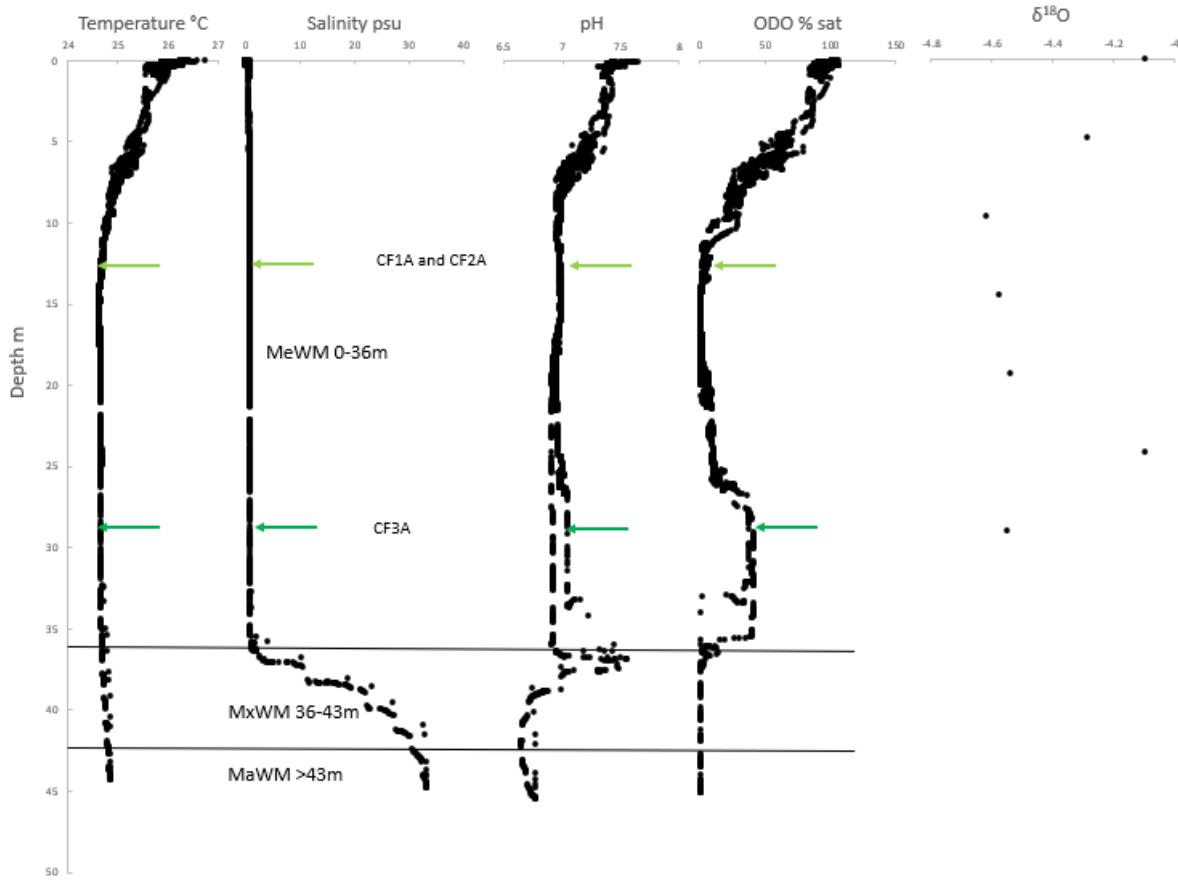 Temperature °C Salinity psu pH ODO % sat δ¹⁸O
24 25 26 27 0 10 20 30 40 6.5 7 7.5 8 0 50 100 150 -4.8 -4.6 -4.4 -4.2 -4
0
5
10
CF1A and CF2A
15
MeWM 0-36m
Depth m
20
25
CF3A
30
35
MxWM 36-43m
40
MaWM >43m
45
50